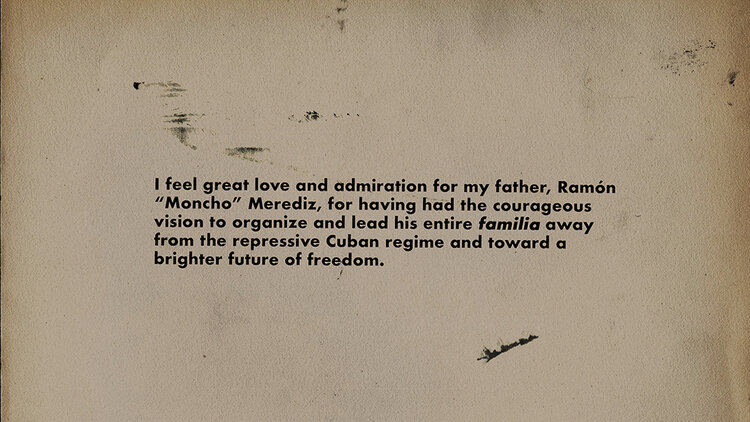 I feel great love and admiration for my father, Ramón
“Moncho” Merediz, for having had the courageous
vision to organize and lead his entire familia away
from the repressive Cuban regime and toward a
brighter future of freedom.